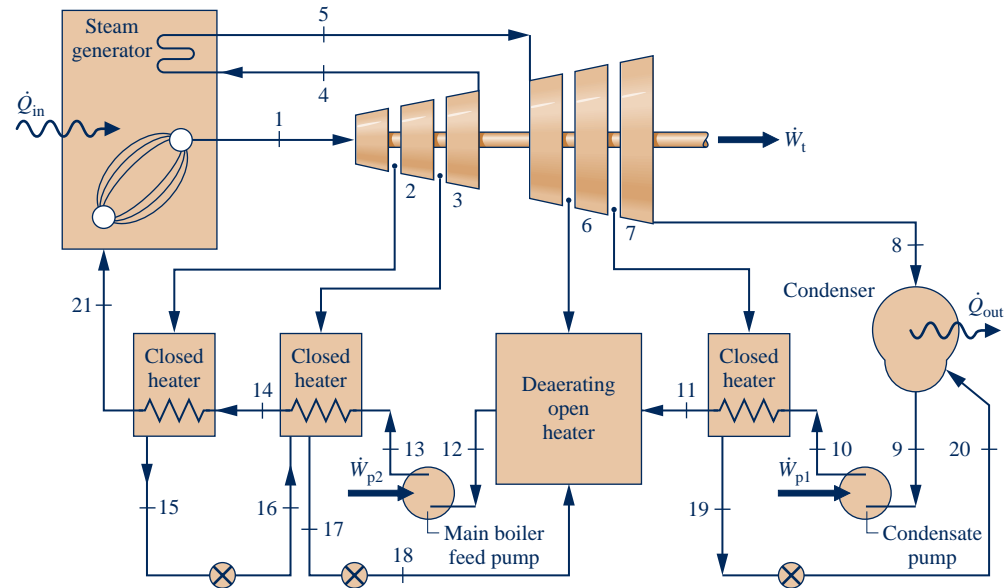 Steam
generator
5
4
Q̇in
1
Ẇt
2
3
6
7
8
21
Condenser
Q̇out
Closed
heater
Closed
heater
Deaerating
open
heater
Closed
heater
14
11
13
12
10
9
20
Ẇp2
Ẇp1
15
16
17
19
Main boiler
feed pump
Condensate
pump
18